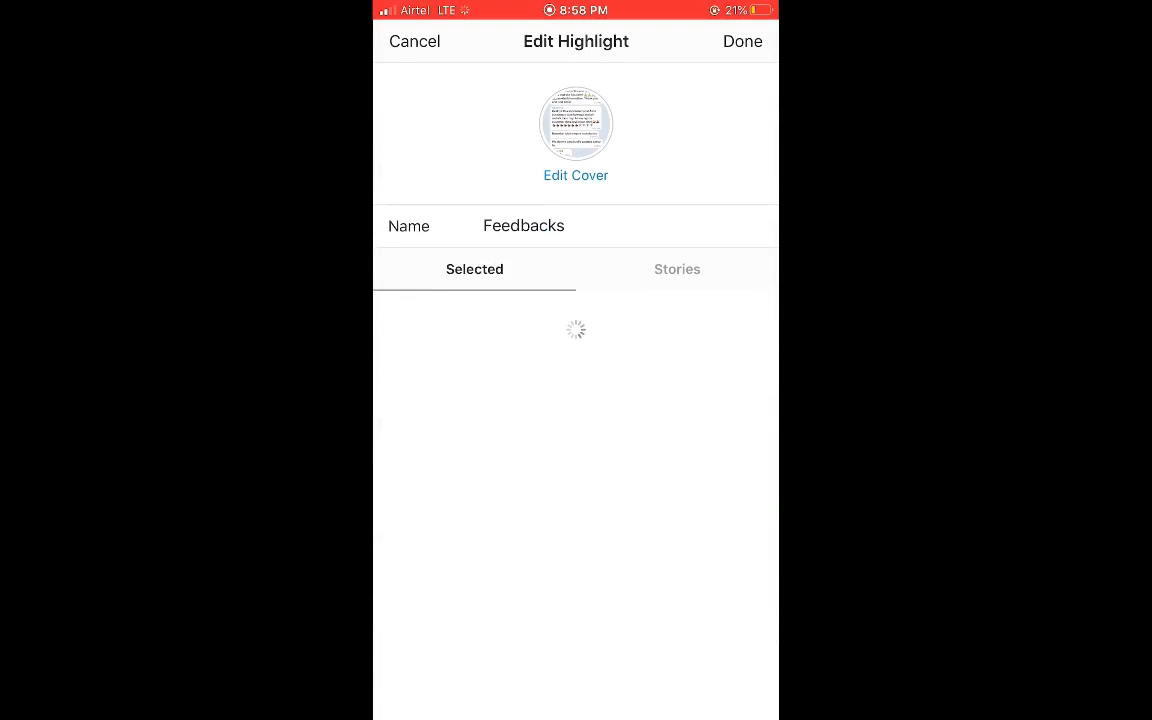 Airtel LTE 8:58 PM 21%
Cancel Edit Highlight Done
Edit Cover
Name Feedbacks
Selected Stories